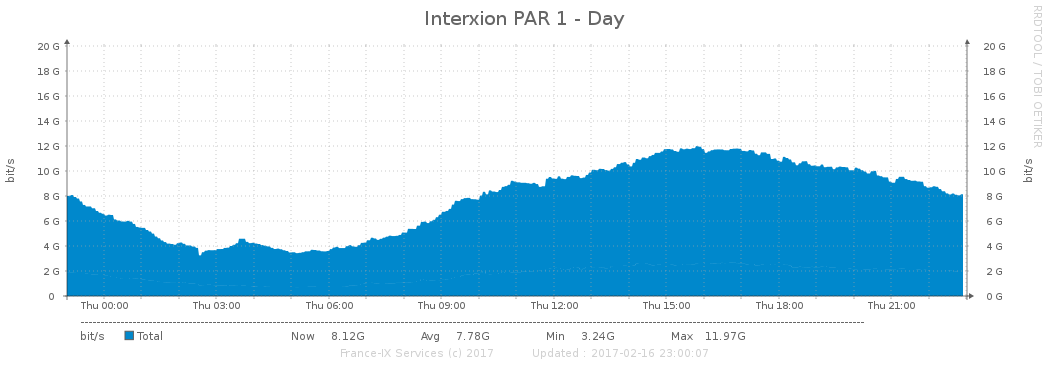 Interxion PAR 1 - Day
RRDTOOL / TOBI OETIKER
bit/s
bit/s
20 G 20 G
18 G 18 G
16 G 16 G
14 G 14 G
12 G 12 G
10 G 10 G
8 G 8 G
6 G 6 G
4 G 4 G
2 G 2 G
0 0 G
Thu 00:00 Thu 03:00 Thu 06:00 Thu 09:00 Thu 12:00 Thu 15:00 Thu 18:00 Thu 21:00
bit/s Total Now 8.12G Avg 7.78G Min 3.24G Max 11.97G
France-IX Services (c) 2017 Updated : 2017-02-16 23:00:07